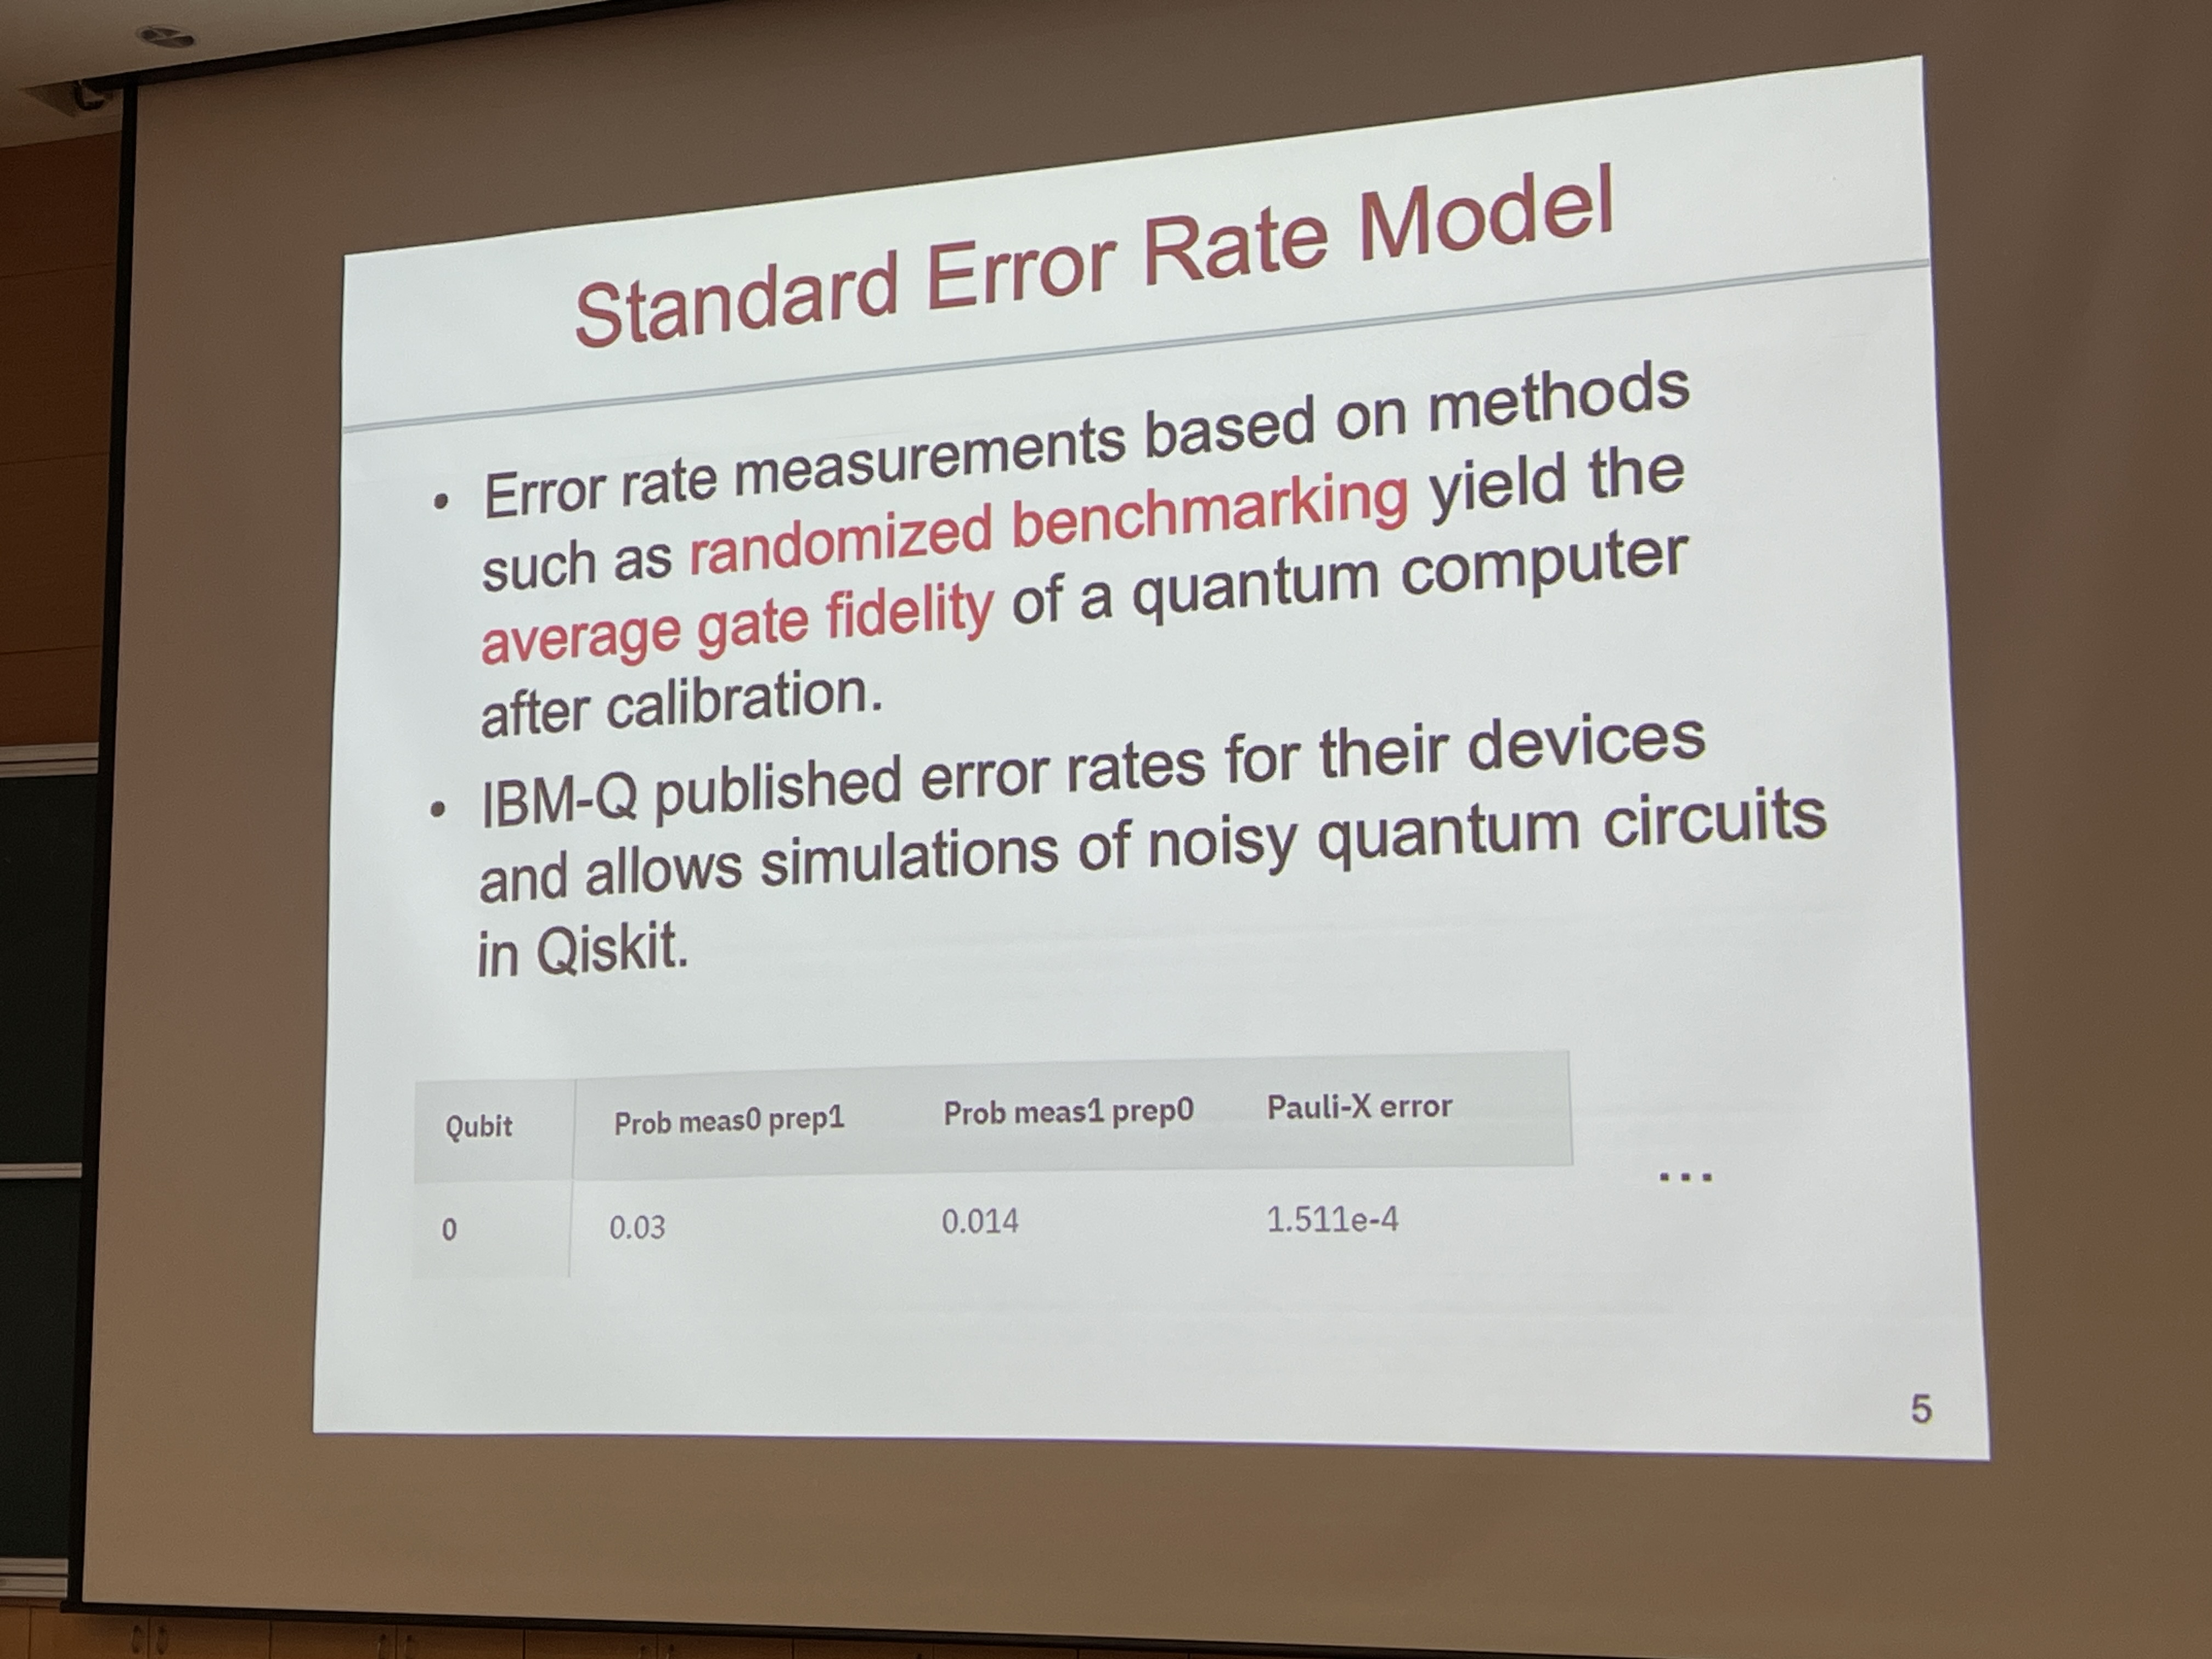 Standard Error Rate Model
• Error rate measurements based on methods
such as randomized benchmarking yield the
average gate fidelity of a quantum computer
after calibration.
• IBM-Q published error rates for their devices
and allows simulations of noisy quantum circuits
in Qiskit.
Qubit Prob meas0 prep1 Prob meas1 prep0 Pauli-X error
...
0 0.03 0.014 1.511e-4
5